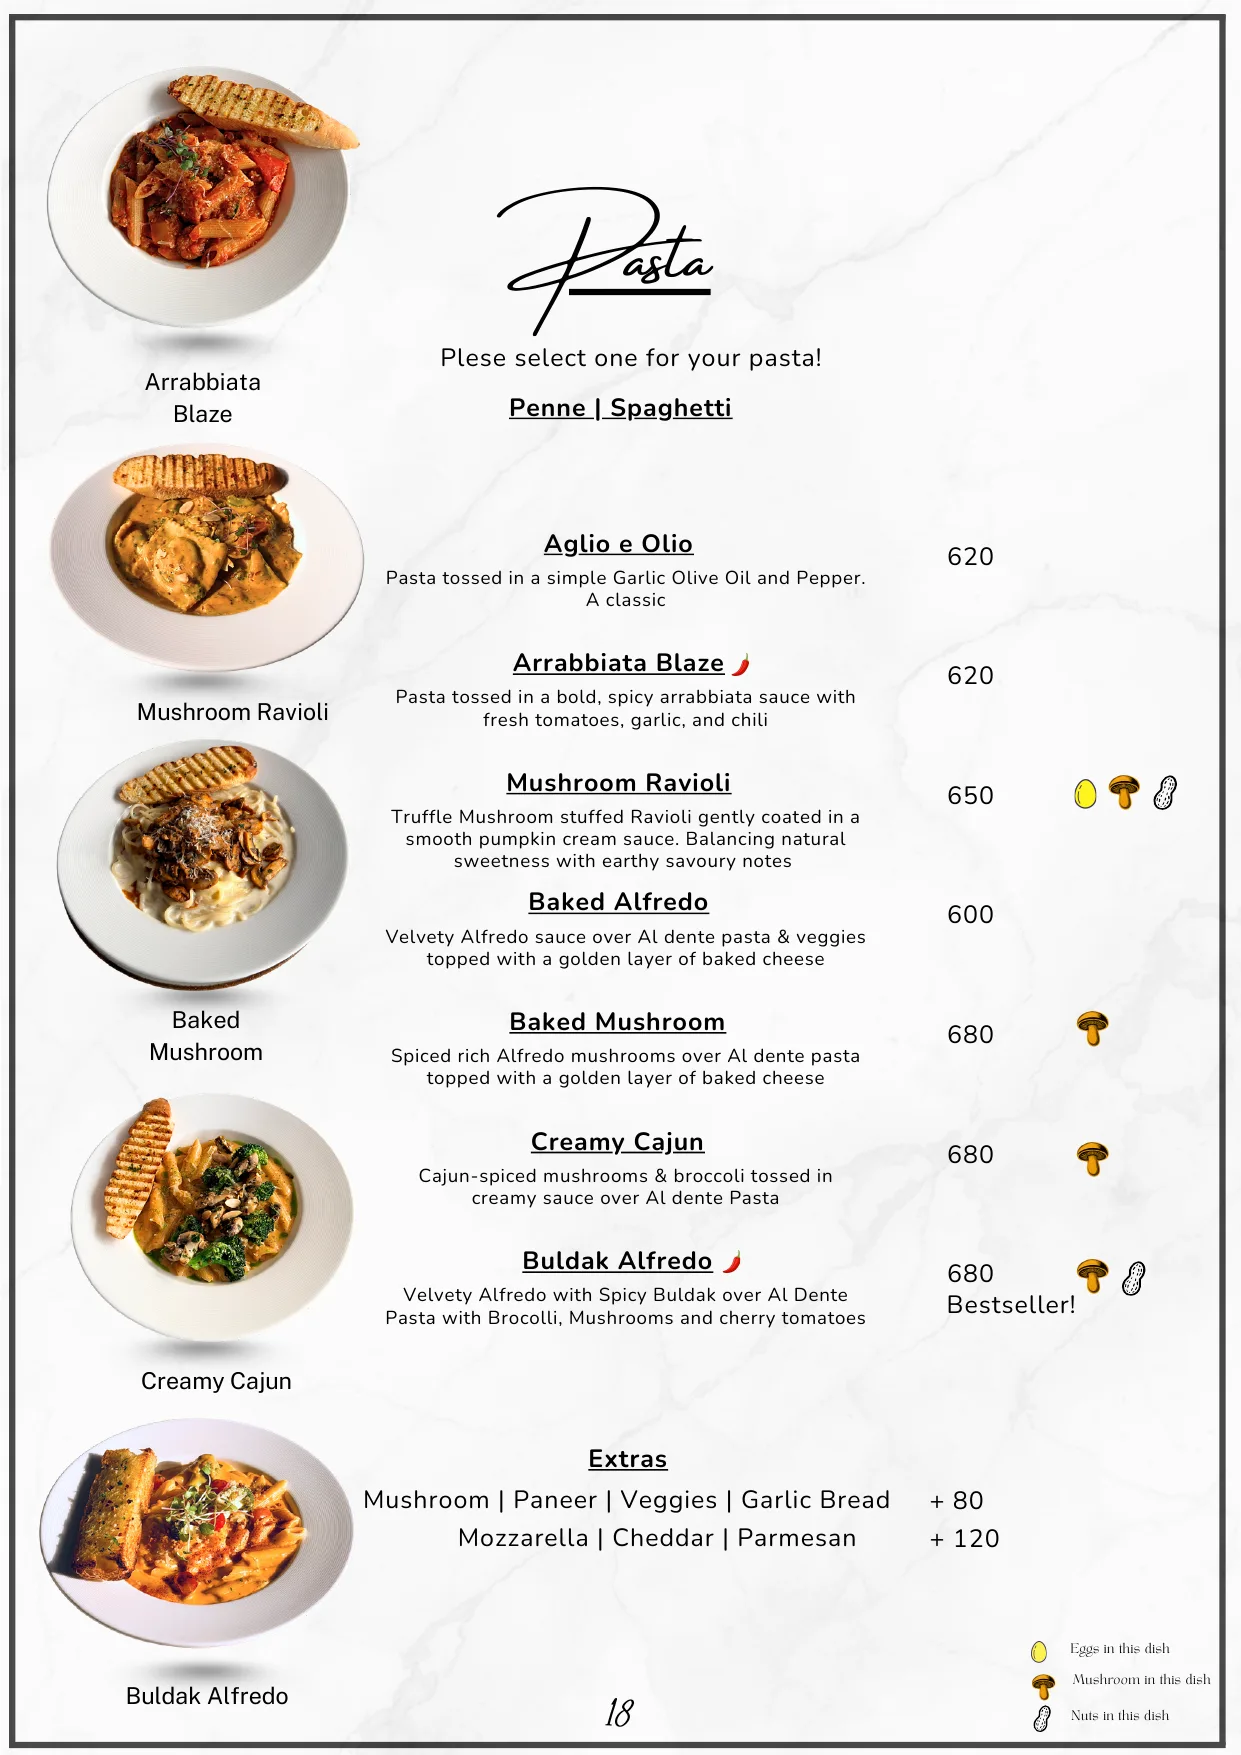 Pasta
Plese select one for your pasta!
Penne | Spaghetti
Arrabbiata
Blaze
Mushroom Ravioli
Baked
Mushroom
Creamy Cajun
Buldak Alfredo
Aglio e Olio
620
Pasta tossed in a simple Garlic Olive Oil and Pepper.
A classic
Arrabbiata Blaze 🌶️
620
Pasta tossed in a bold, spicy arrabbiata sauce with
fresh tomatoes, garlic, and chili
Mushroom Ravioli
650
Truffle Mushroom stuffed Ravioli gently coated in a
smooth pumpkin cream sauce. Balancing natural
sweetness with earthy savoury notes
Baked Alfredo
600
Velvety Alfredo sauce over Al dente pasta & veggies
topped with a golden layer of baked cheese
Baked Mushroom
680
Spiced rich Alfredo mushrooms over Al dente pasta
topped with a golden layer of baked cheese
Creamy Cajun
680
Cajun-spiced mushrooms & broccoli tossed in
creamy sauce over Al dente Pasta
Buldak Alfredo 🌶️
680
Bestseller!
Velvety Alfredo with Spicy Buldak over Al Dente
Pasta with Brocolli, Mushrooms and cherry tomatoes
Extras
Mushroom | Paneer | Veggies | Garlic Bread + 80
Mozzarella | Cheddar | Parmesan + 120
Eggs in this dish
Mushroom in this dish
Nuts in this dish
18